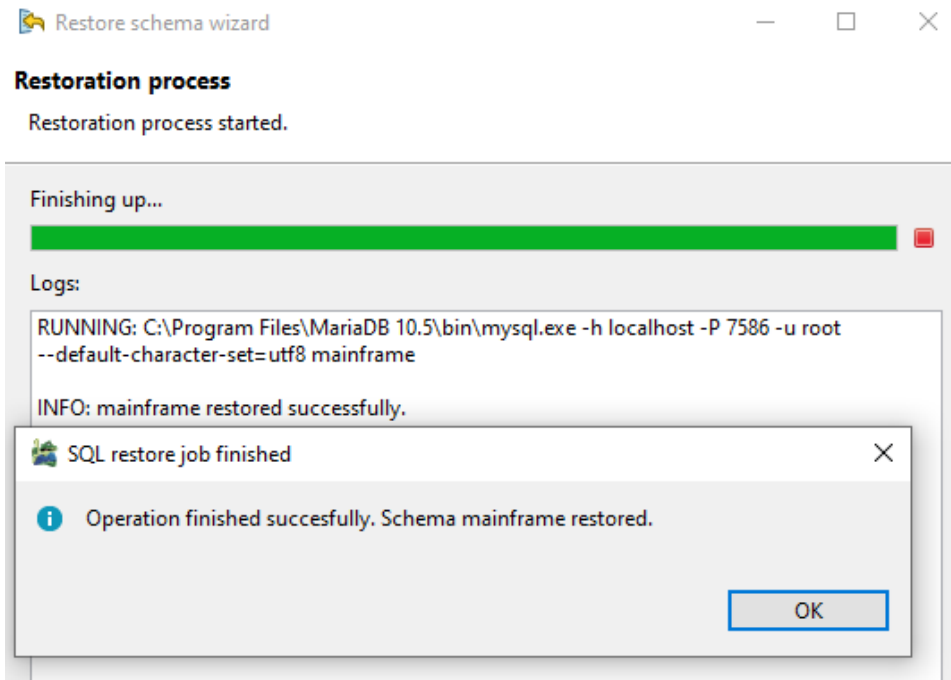 Restore schema wizard
Restoration process
Restoration process started.
Finishing up...
Logs:
RUNNING: C:\Program Files\MariaDB 10.5\bin\mysql.exe -h localhost -P 7586 -u root
--default-character-set=utf8 mainframe
INFO: mainframe restored successfully.
SQL restore job finished
Operation finished succesfully. Schema mainframe restored.
OK